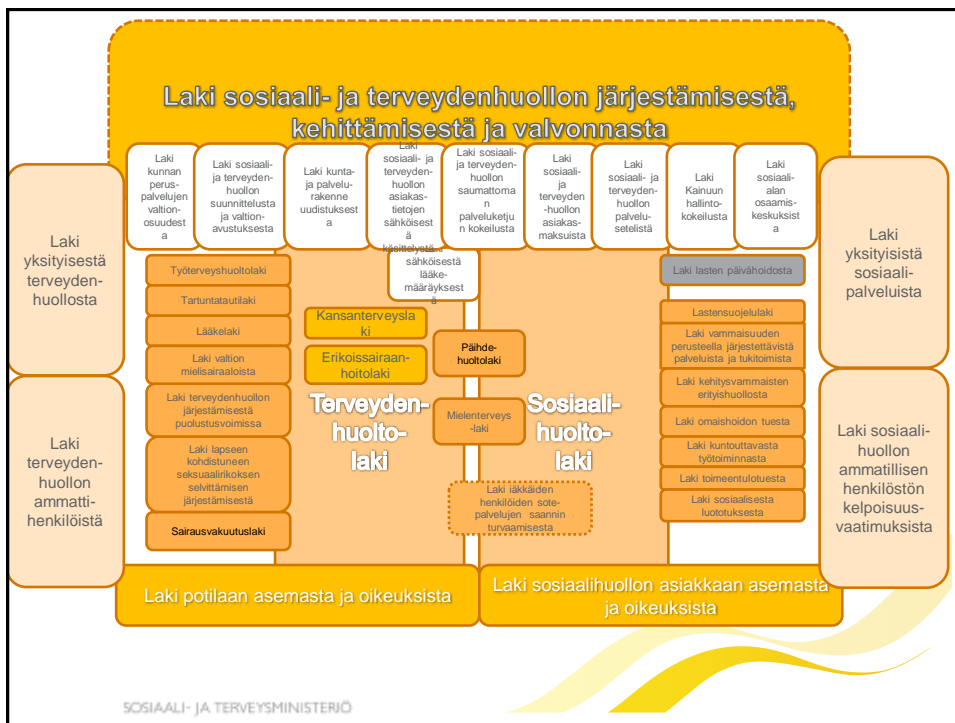 Laki sosiaali- ja terveydenhuollon järjestämisestä,
kehittämisestä ja valvonnasta
Laki
kunnan
perus-
palvelujen
valtion-
osuudest
a
Laki sosiaali-
ja terveyden-
huollon
suunnittelusta
ja valtion-
avustuksesta
Laki kunta-
ja palvelu-
rakenne
uudistuksest
a
Laki
sosiaali- ja
terveyden-
huollon
asiakas-
tietojen
sähköisest
ä
käsittelystä
Laki sosiaali-
ja terveyden-
huollon
saumattoma
n
palveluketju
n kokeilusta
Laki
sosiaali-
ja
terveyden
-huollon
asiakas-
maksuista
Laki
sosiaali- ja
terveyden-
huollon
palvelu-
setelistä
Laki
Kainuun
hallinto-
kokeilusta
Laki
sosiaali-
alan
osaamis-
keskuksist
a
sähköisestä
lääke-
määräyksest
ä
Laki
yksityisestä
terveyden-
huollosta
Laki
terveyden-
huollon
ammatti-
henkilöistä
Työterveyshuoltolaki
Tartuntatautilaki
Lääkelaki
Laki valtion
mielisairaaloista
Laki terveydenhuollon
järjestämisestä
puolustusvoimissa
Laki lapseen
kohdistuneen
seksuaalirikoksen
selvittämisen
järjestämisestä
Sairausvakuutuslaki
Kansanterveysla
ki
Erikoissairaan-
hoitolaki
Terveyden-
huolto-
laki
Päihde-
huoltolaki
Mielenterveys
-laki
Sosiaali-
huolto-
laki
Laki iäkkäiden
henkilöiden sote-
palvelujen saannin
turvaamisesta
Laki lasten päivähoidosta
Lastensuojelulaki
Laki vammaisuuden
perusteella järjestettävistä
palveluista ja tukitoimista
Laki kehitysvammaisten
erityishuollosta
Laki omaishoidon tuesta
Laki kuntouttavasta
työtoiminnasta
Laki toimeentulotuesta
Laki sosiaalisesta
luototuksesta
Laki
yksityisistä
sosiaali-
palveluista
Laki sosiaali-
huollon
ammatillisen
henkilöstön
kelpoisuus-
vaatimuksista
Laki potilaan asemasta ja oikeuksista
Laki sosiaalihuollon asiakkaan asemasta
ja oikeuksista
SOSIAALI- JA TERVEYSMINISTERIÖ